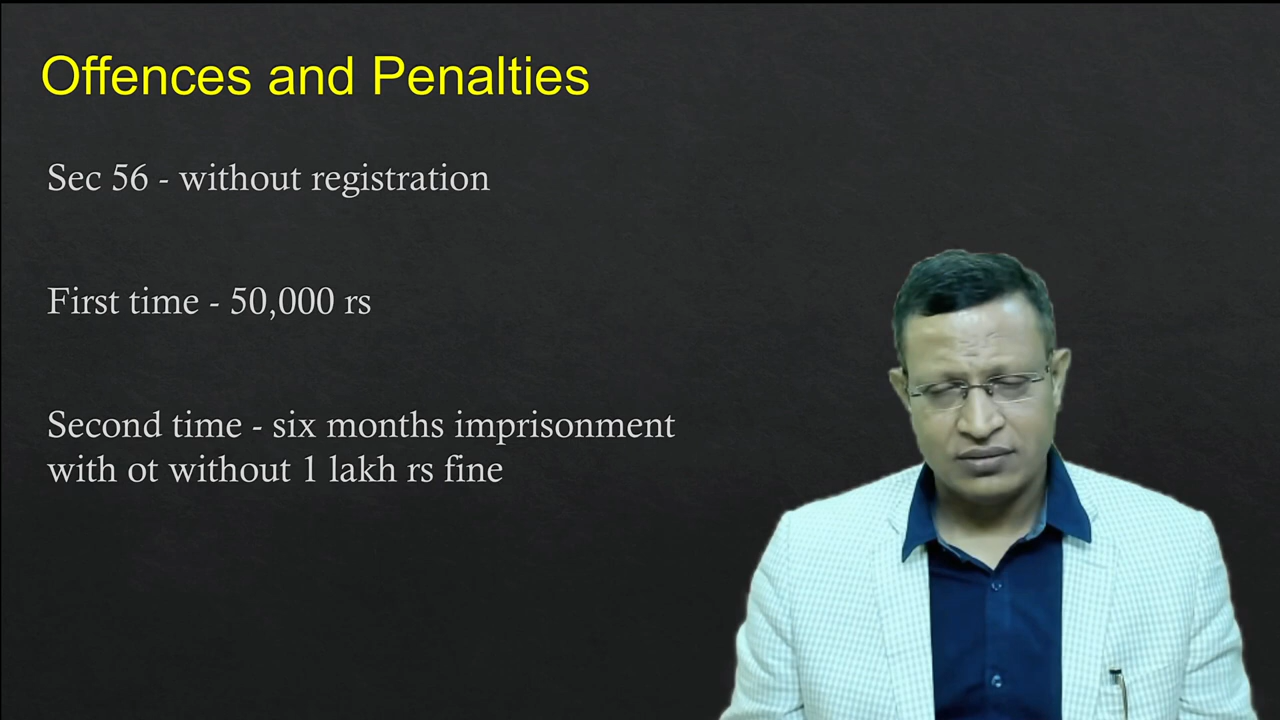 Offences and Penalties
Sec 56 - without registration
First time - 50,000 rs
Second time - six months imprisonment
with ot without 1 lakh rs fine